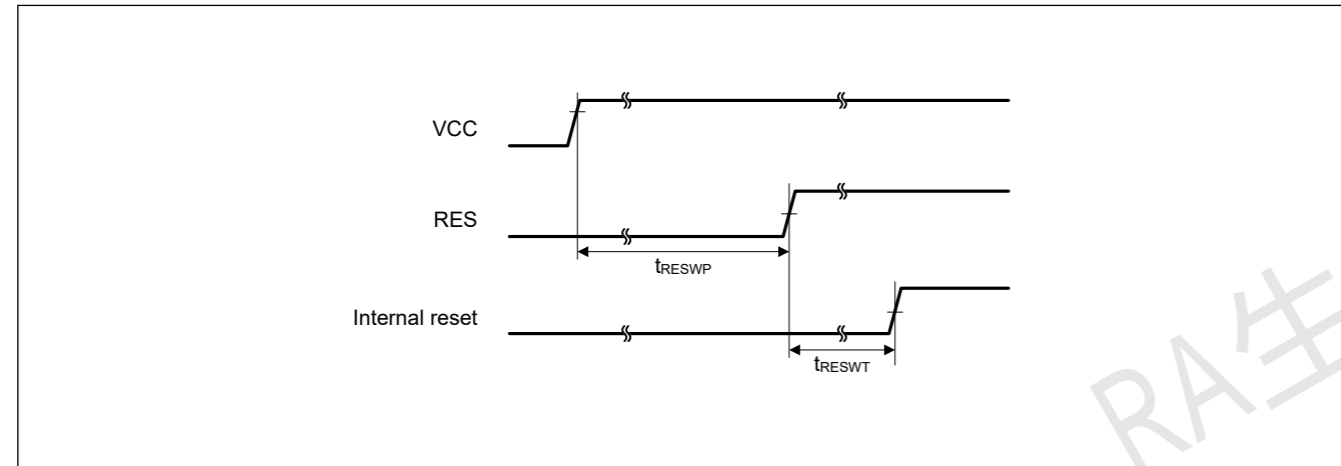 VCC
RES
tRESWP
Internal reset
tRESWT
RA生